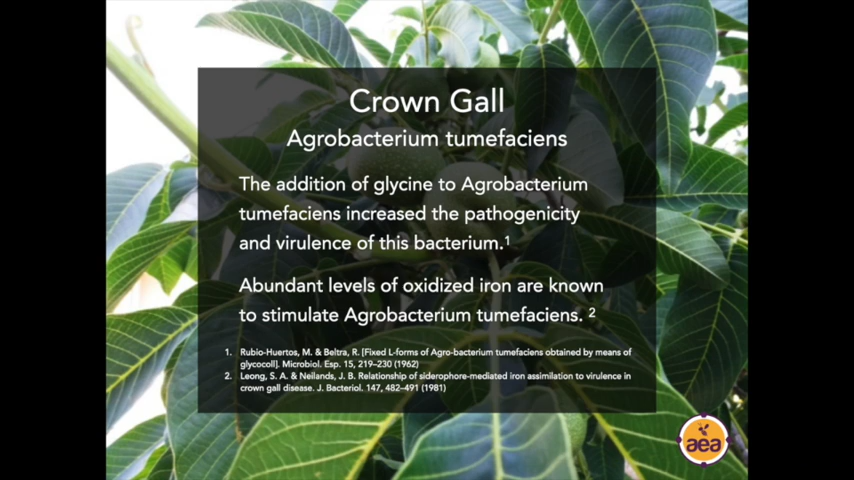 Crown Gall
Agrobacterium tumefaciens
The addition of glycine to Agrobacterium
tumefaciens increased the pathogenicity
and virulence of this bacterium.1
Abundant levels of oxidized iron are known
to stimulate Agrobacterium tumefaciens. 2
1. Rubio-Huertos, M. & Beltra, R. [Fixed L-forms of Agro-bacterium tumefaciens obtained by means of
glycocoll]. Microbiol. Esp. 15, 219–230 (1962)
2. Leong, S. A. & Neilands, J. B. Relationship of siderophore-mediated iron assimilation to virulence in
crown gall disease. J. Bacteriol. 147, 482–491 (1981)
aea